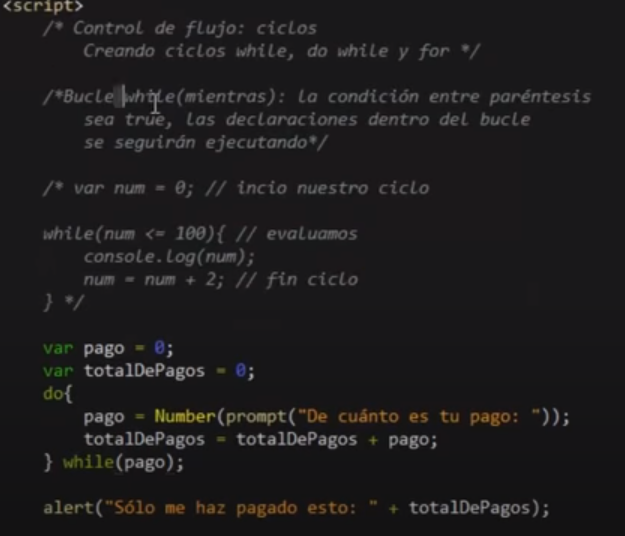 <script>
/* Control de flujo: ciclos
Creando ciclos while, do while y for */
/*Bucle while(mientras): la condición entre paréntesis
sea true, las declaraciones dentro del bucle
se seguirán ejecutando*/
/* var num = 0; // incio nuestro ciclo
while(num <= 100){ // evaluamos
console.log(num);
num = num + 2; // fin ciclo
} */
var pago = 0;
var totalDePagos = 0;
do{
pago = Number(prompt("De cuánto es tu pago: "));
totalDePagos = totalDePagos + pago;
} while(pago);
alert("Sólo me haz pagado esto: " + totalDePagos);